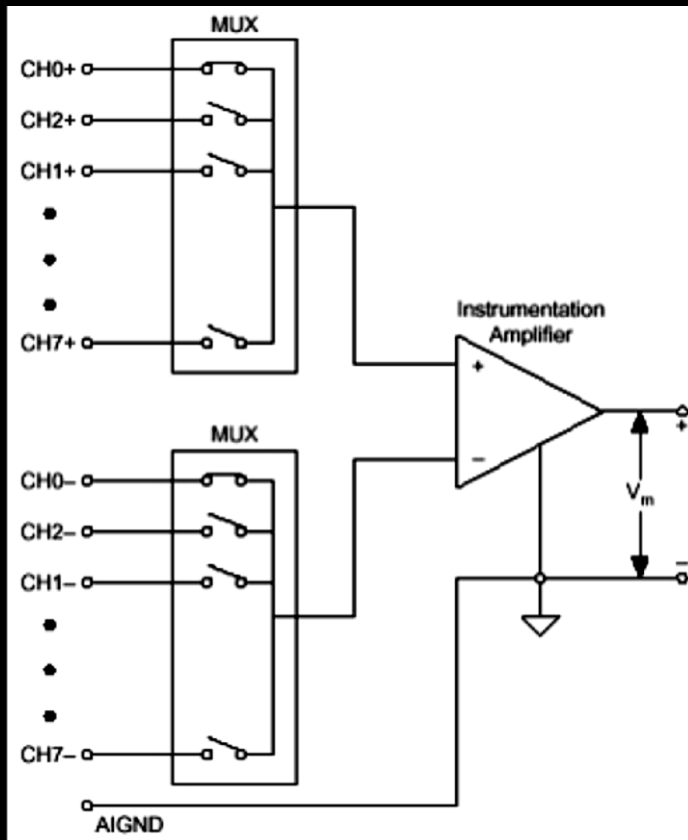 MUX
CH0+
CH2+
CH1+
CH7+
Instrumentation
Amplifier
+
−
+
Vm
−
MUX
CH0−
CH2−
CH1−
CH7−
AIGND